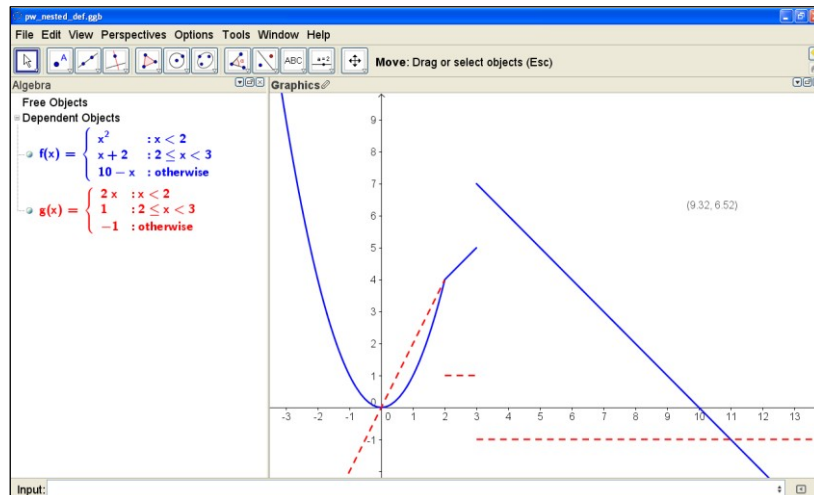 pw_nested_def.ggb
File Edit View Perspectives Options Tools Window Help
A
ABC
a=2
Move: Drag or select objects (Esc)
Algebra
Graphics
Free Objects
Dependent Objects
f(x) = { x² : x < 2
x + 2 : 2 ≤ x < 3
10 − x : otherwise
g(x) = { 2 x : x < 2
1 : 2 ≤ x < 3
−1 : otherwise
9
8
7
(9.32, 6.52)
6
5
4
3
2
1
0
-3 -2 -1 0 1 2 3 4 5 6 7 8 9 10 11 12 13
-1
Input: